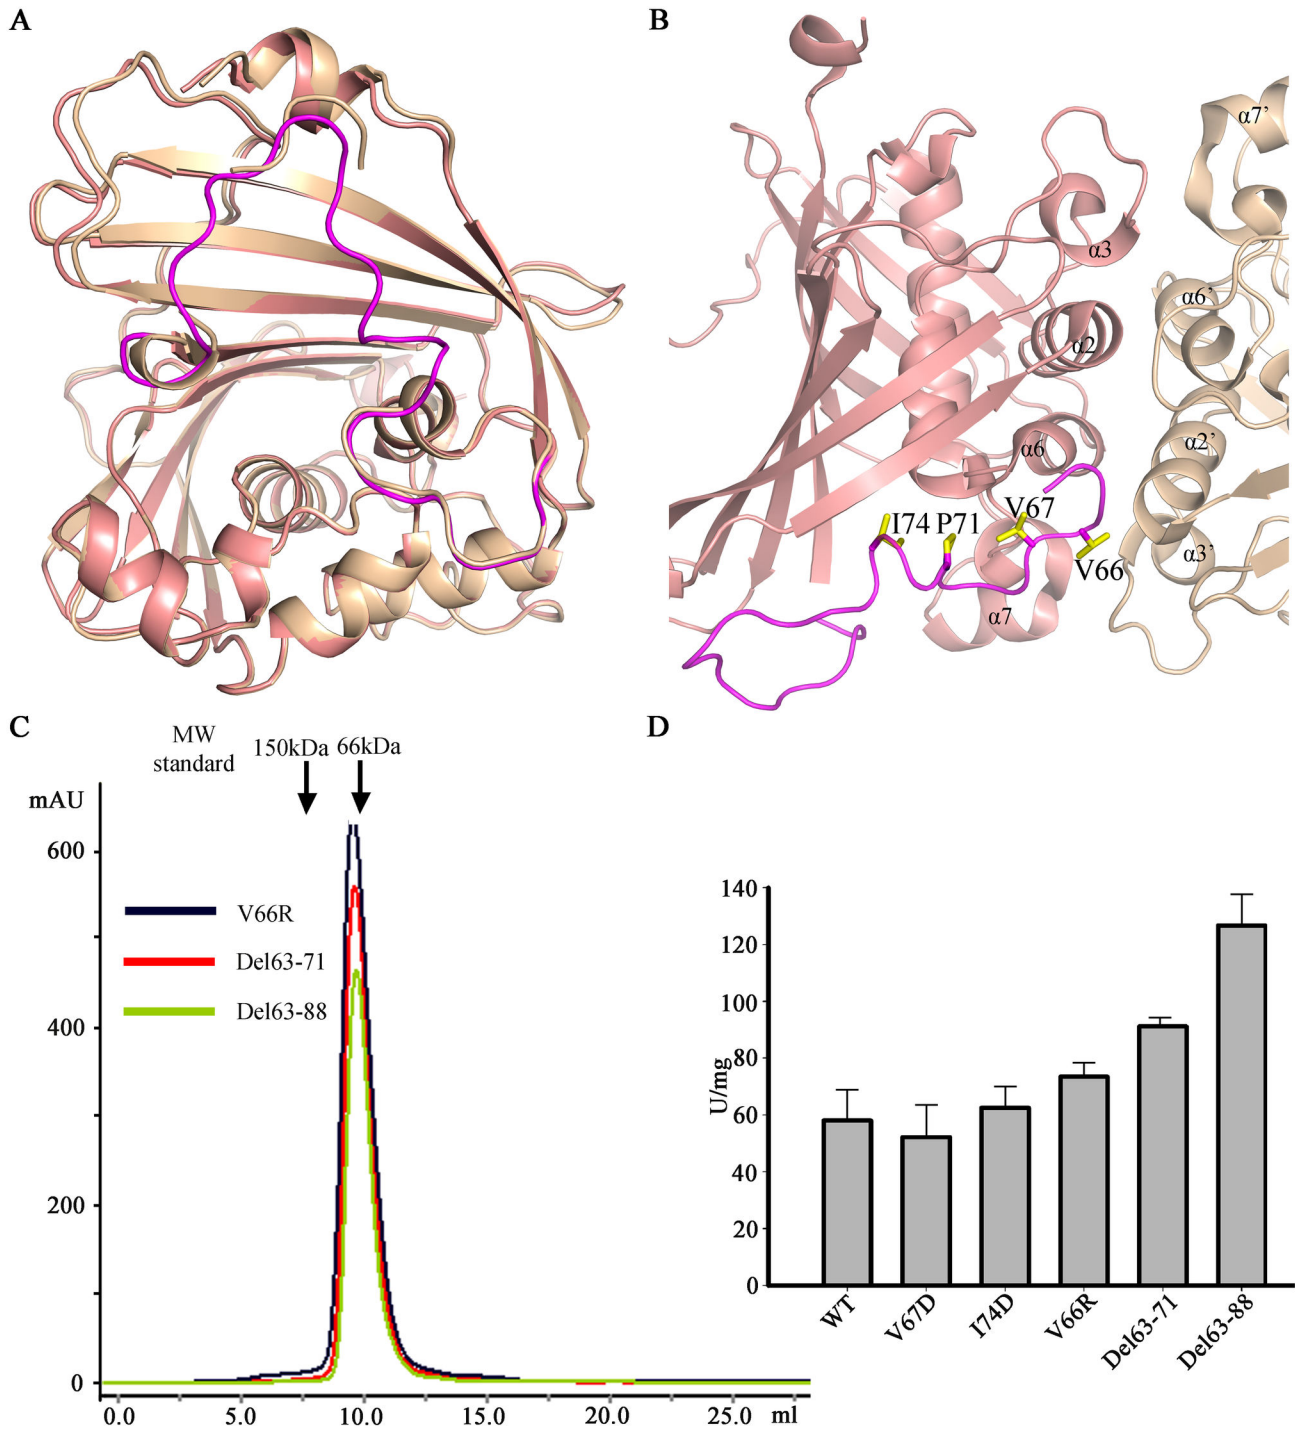 A
B
α7’
α3
α6’
α2
α2’
α6
V67
I74 P71
α3’
V66
α7
C
MW
standard
150kDa 66kDa
mAU
600
V66R
Del63-71
Del63-88
400
200
0
0.0 5.0 10.0 15.0 20.0 25.0 ml
D
140
120
100
80
60
40
20
0
U/mg
WT V67D I74D V66R Del63-71 Del63-88